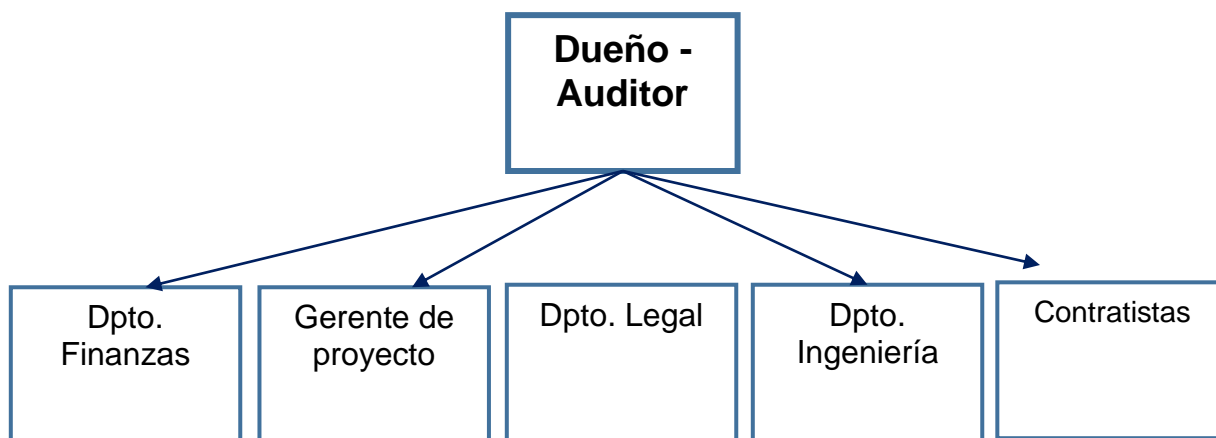 Dueño -
Auditor
Dpto.
Finanzas
Gerente de
proyecto
Dpto. Legal
Dpto.
Ingeniería
Contratistas